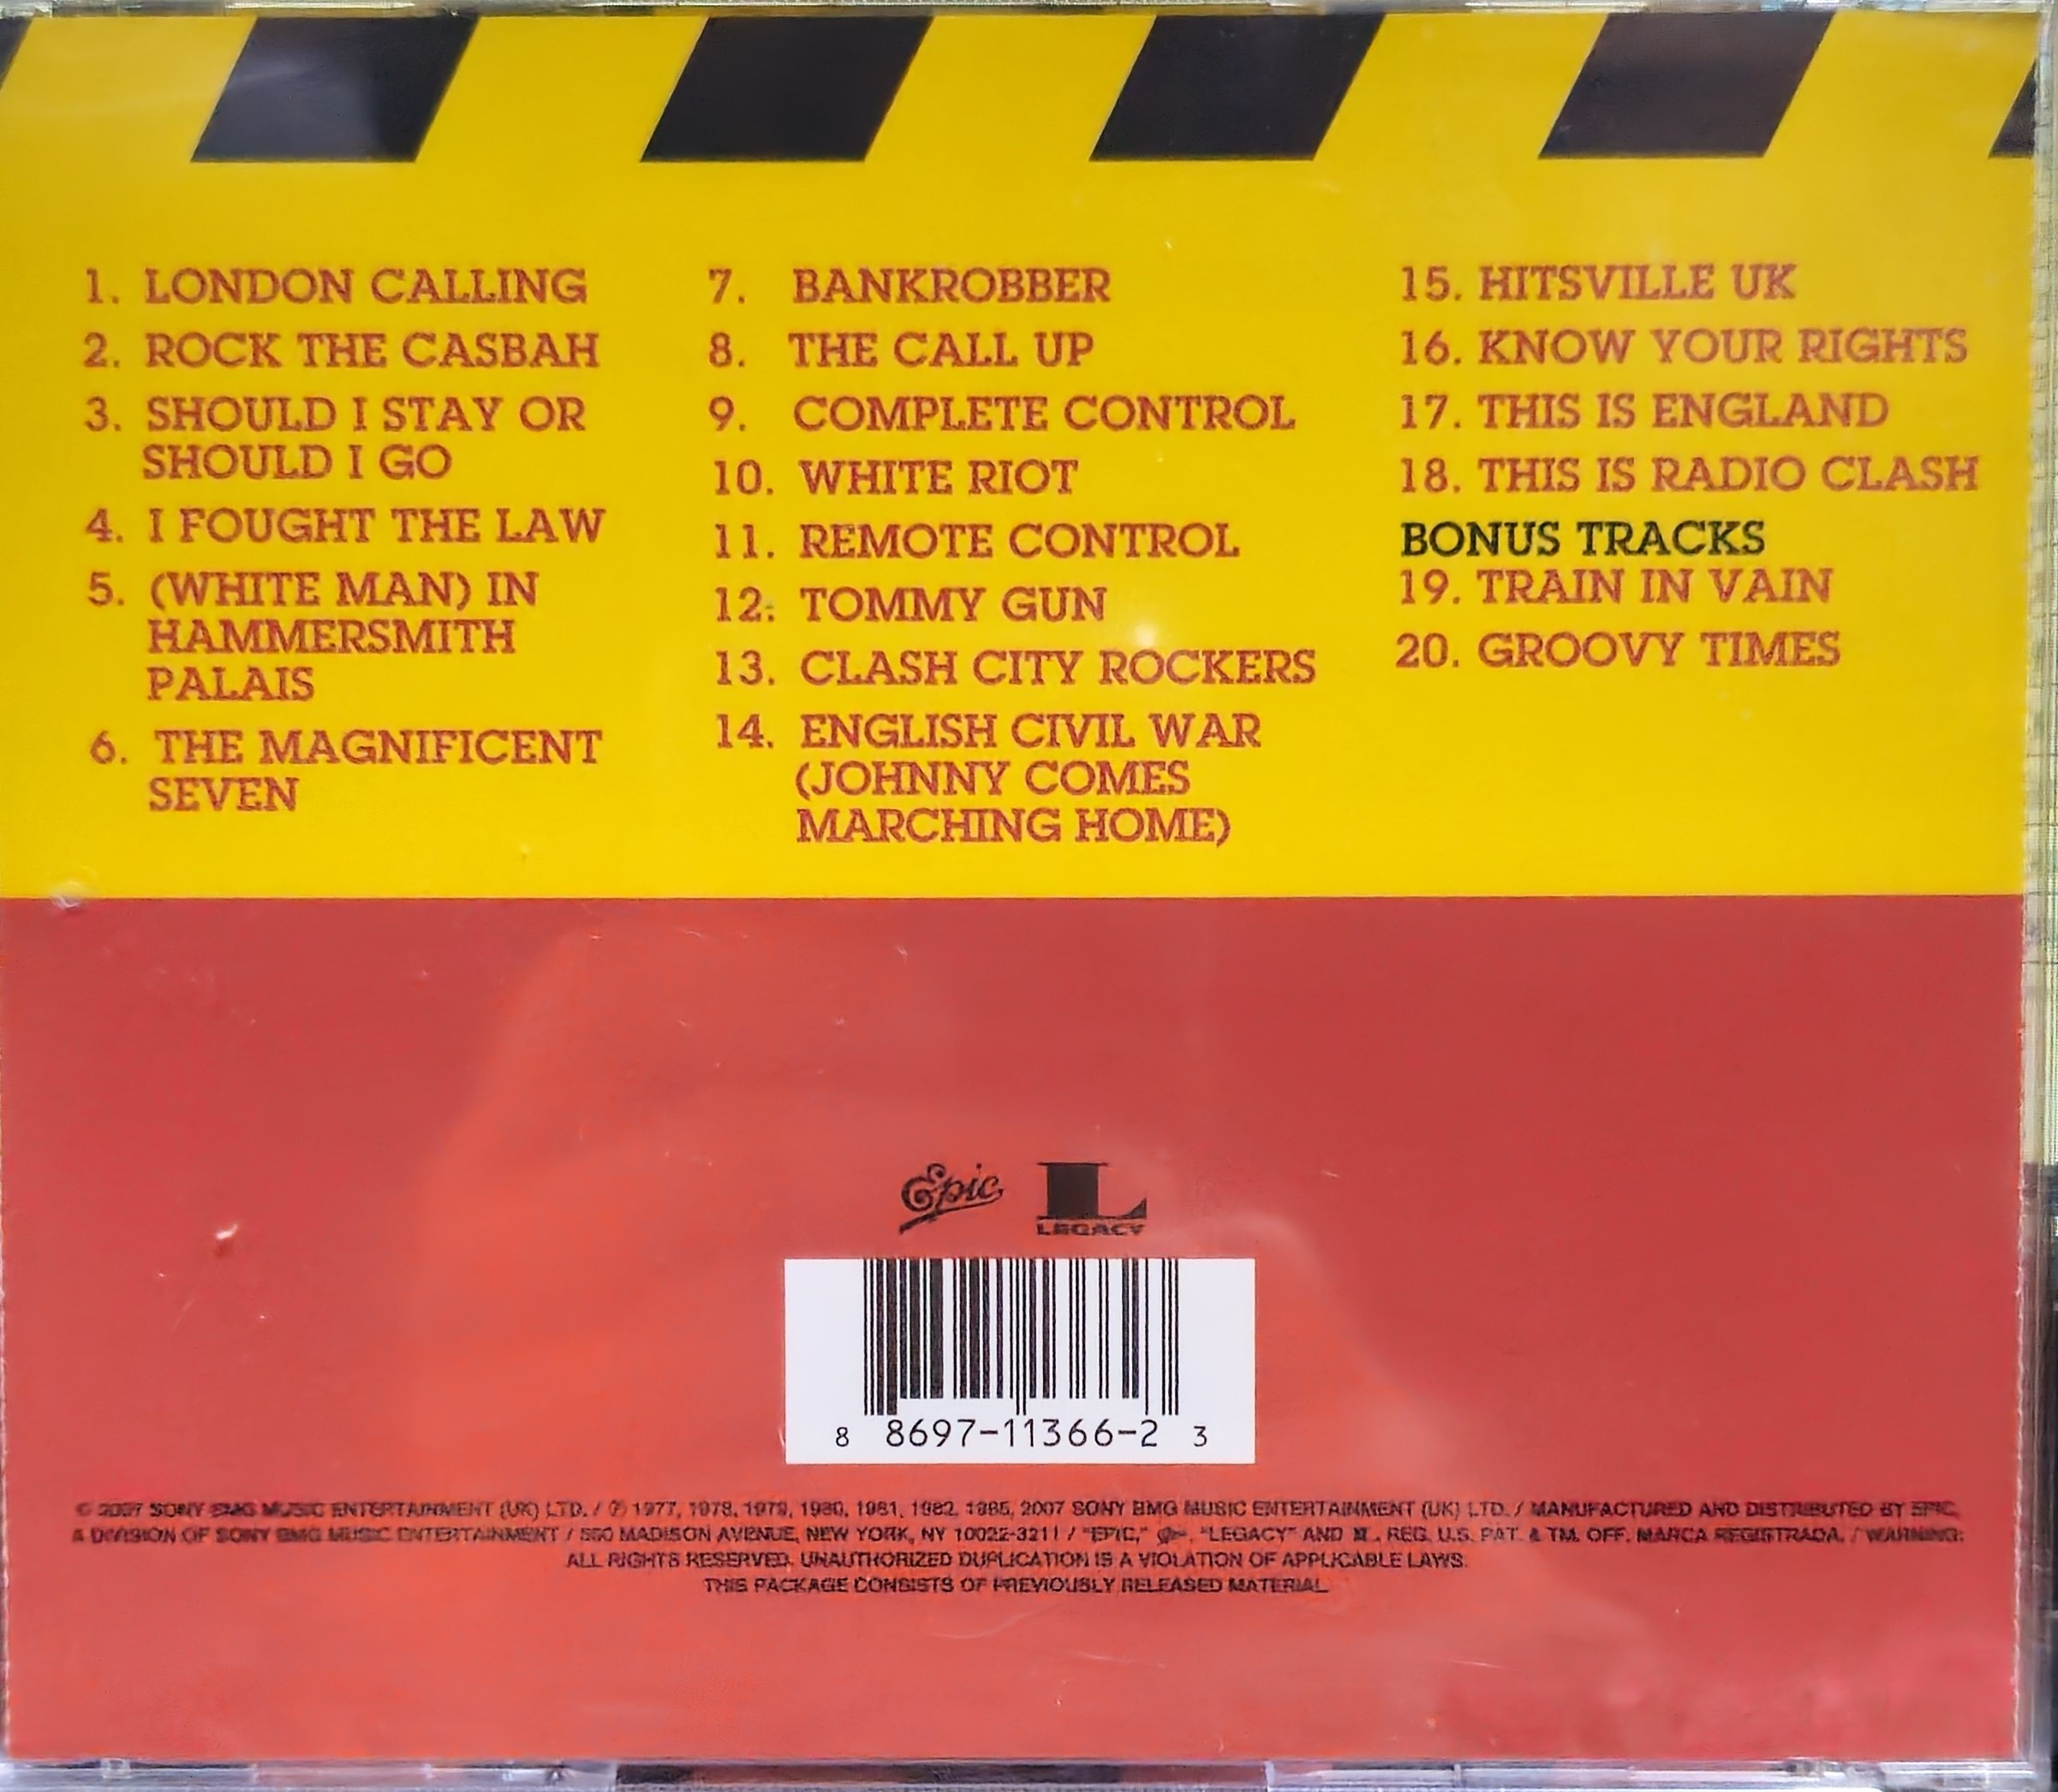 1. LONDON CALLING
2. ROCK THE CASBAH
3. SHOULD I STAY OR
SHOULD I GO
4. I FOUGHT THE LAW
5. (WHITE MAN) IN
HAMMERSMITH
PALAIS
6. THE MAGNIFICENT
SEVEN
7. BANKROBBER
8. THE CALL UP
9. COMPLETE CONTROL
10. WHITE RIOT
11. REMOTE CONTROL
12. TOMMY GUN
13. CLASH CITY ROCKERS
14. ENGLISH CIVIL WAR
(JOHNNY COMES
MARCHING HOME)
15. HITSVILLE UK
16. KNOW YOUR RIGHTS
17. THIS IS ENGLAND
18. THIS IS RADIO CLASH
BONUS TRACKS
19. TRAIN IN VAIN
20. GROOVY TIMES
Epic
L
LEGACY
8 8697-11366-2 3
© 2007 SONY BMG MUSIC ENTERTAINMENT (UK) LTD. / ℗ 1977, 1978, 1979, 1980, 1981, 1982, 1985, 2007 SONY BMG MUSIC ENTERTAINMENT (UK) LTD. / MANUFACTURED AND DISTRIBUTED BY EPIC,
A DIVISION OF SONY BMG MUSIC ENTERTAINMENT / 550 MADISON AVENUE, NEW YORK, NY 10022-3211 / "EPIC," "LEGACY" AND L, REG. U.S. PAT. & TM. OFF. MARCA REGISTRADA. / WARNING:
ALL RIGHTS RESERVED. UNAUTHORIZED DUPLICATION IS A VIOLATION OF APPLICABLE LAWS.
THIS PACKAGE CONSISTS OF PREVIOUSLY RELEASED MATERIAL.